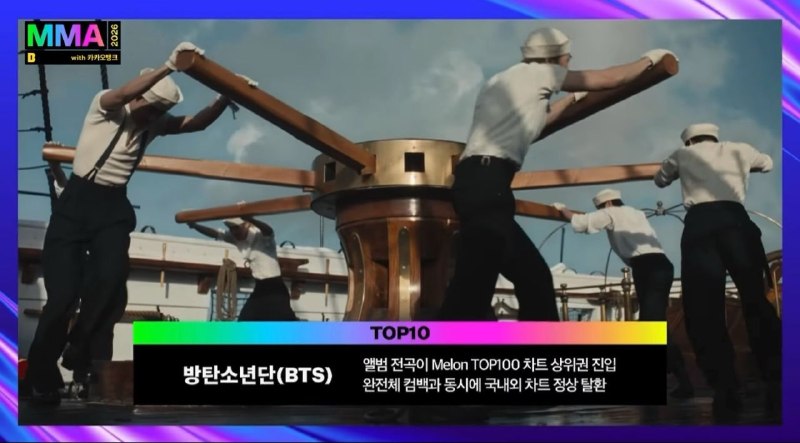 MMA 2026
with 카카오뱅크
TOP10
방탄소년단(BTS)
앨범 전곡이 Melon TOP100 차트 상위권 진입
완전체 컴백과 동시에 국내외 차트 정상 탈환